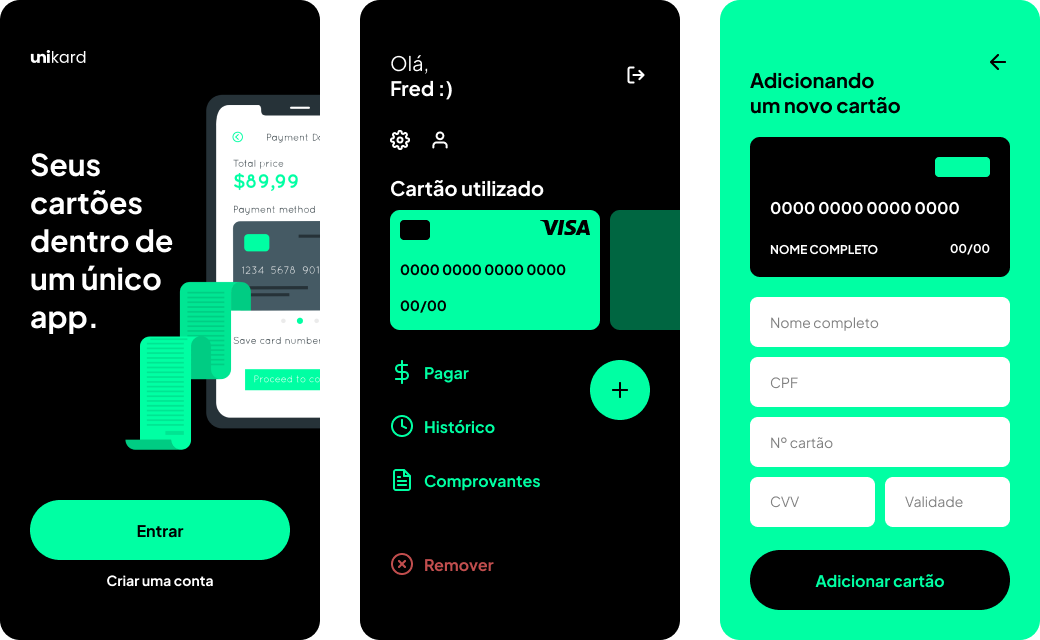 unikard
Seus
cartões
dentro de
um único
app.
Total price
$89,99
Payment method
1234 5678 901
Save card number
Proceed to co
Entrar
Criar uma conta
Olá,
Fred :)
Cartão utilizado
VISA
0000 0000 0000 0000
00/00
Pagar
Histórico
Comprovantes
Remover
Adicionando
um novo cartão
0000 0000 0000 0000
NOME COMPLETO 00/00
Nome completo
CPF
Nº cartão
CVV Validade
Adicionar cartão